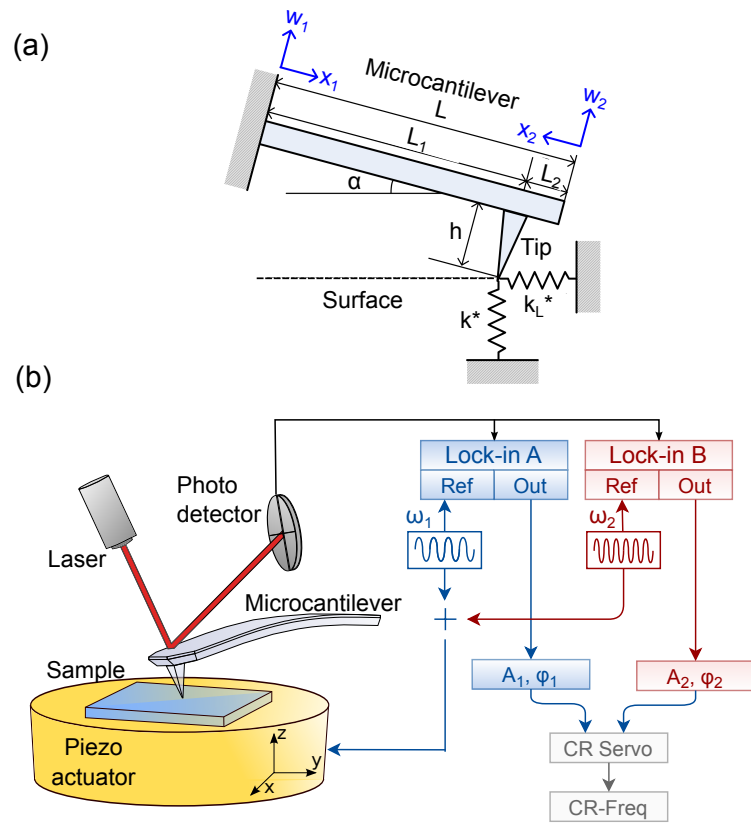 (a)
w₁
x₁
Microcantilever
L
w₂
x₂
L₁
L₂
α
h
Tip
Surface
k*
k_L*
(b)
Lock-in A
Lock-in B
Photo
detector
Ref
Out
Ref
Out
ω₁
ω₂
Laser
Microcantilever
+
Sample
A₁, φ₁
A₂, φ₂
Piezo
actuator
z
y
x
CR Servo
CR-Freq